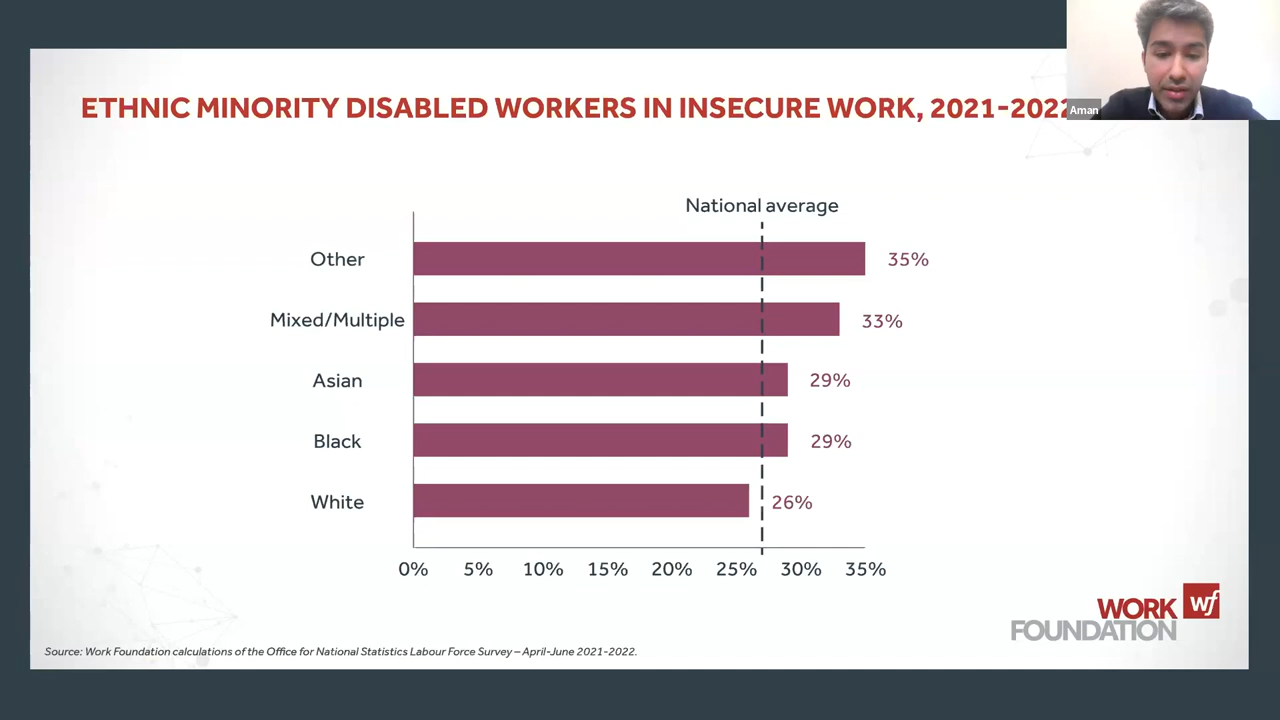 ETHNIC MINORITY DISABLED WORKERS IN INSECURE WORK, 2021-2022
Aman
National average
Other 35%
Mixed/Multiple 33%
Asian 29%
Black 29%
White 26%
0% 5% 10% 15% 20% 25% 30% 35%
WORK wf
FOUNDATION
Source: Work Foundation calculations of the Office for National Statistics Labour Force Survey – April-June 2021-2022.